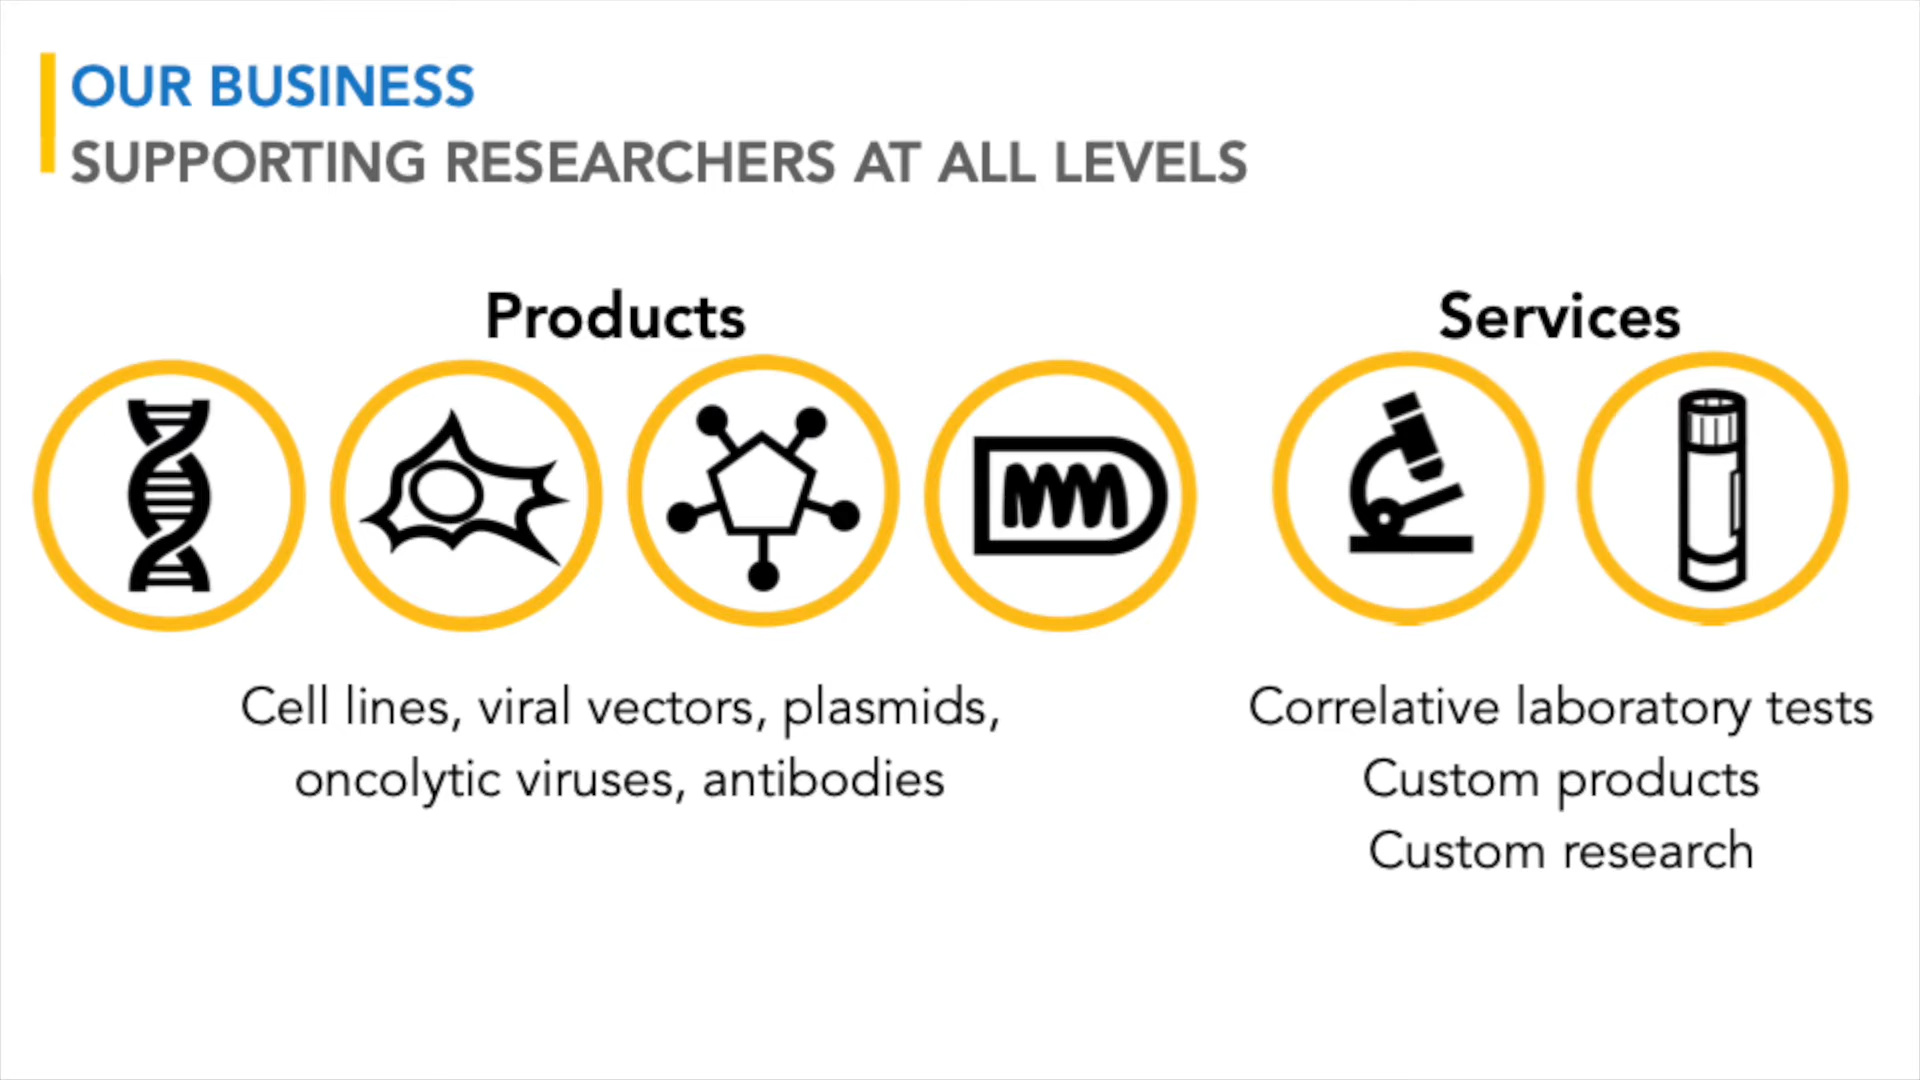 OUR BUSINESS
SUPPORTING RESEARCHERS AT ALL LEVELS
Products
Cell lines, viral vectors, plasmids,
oncolytic viruses, antibodies
Services
Correlative laboratory tests
Custom products
Custom research